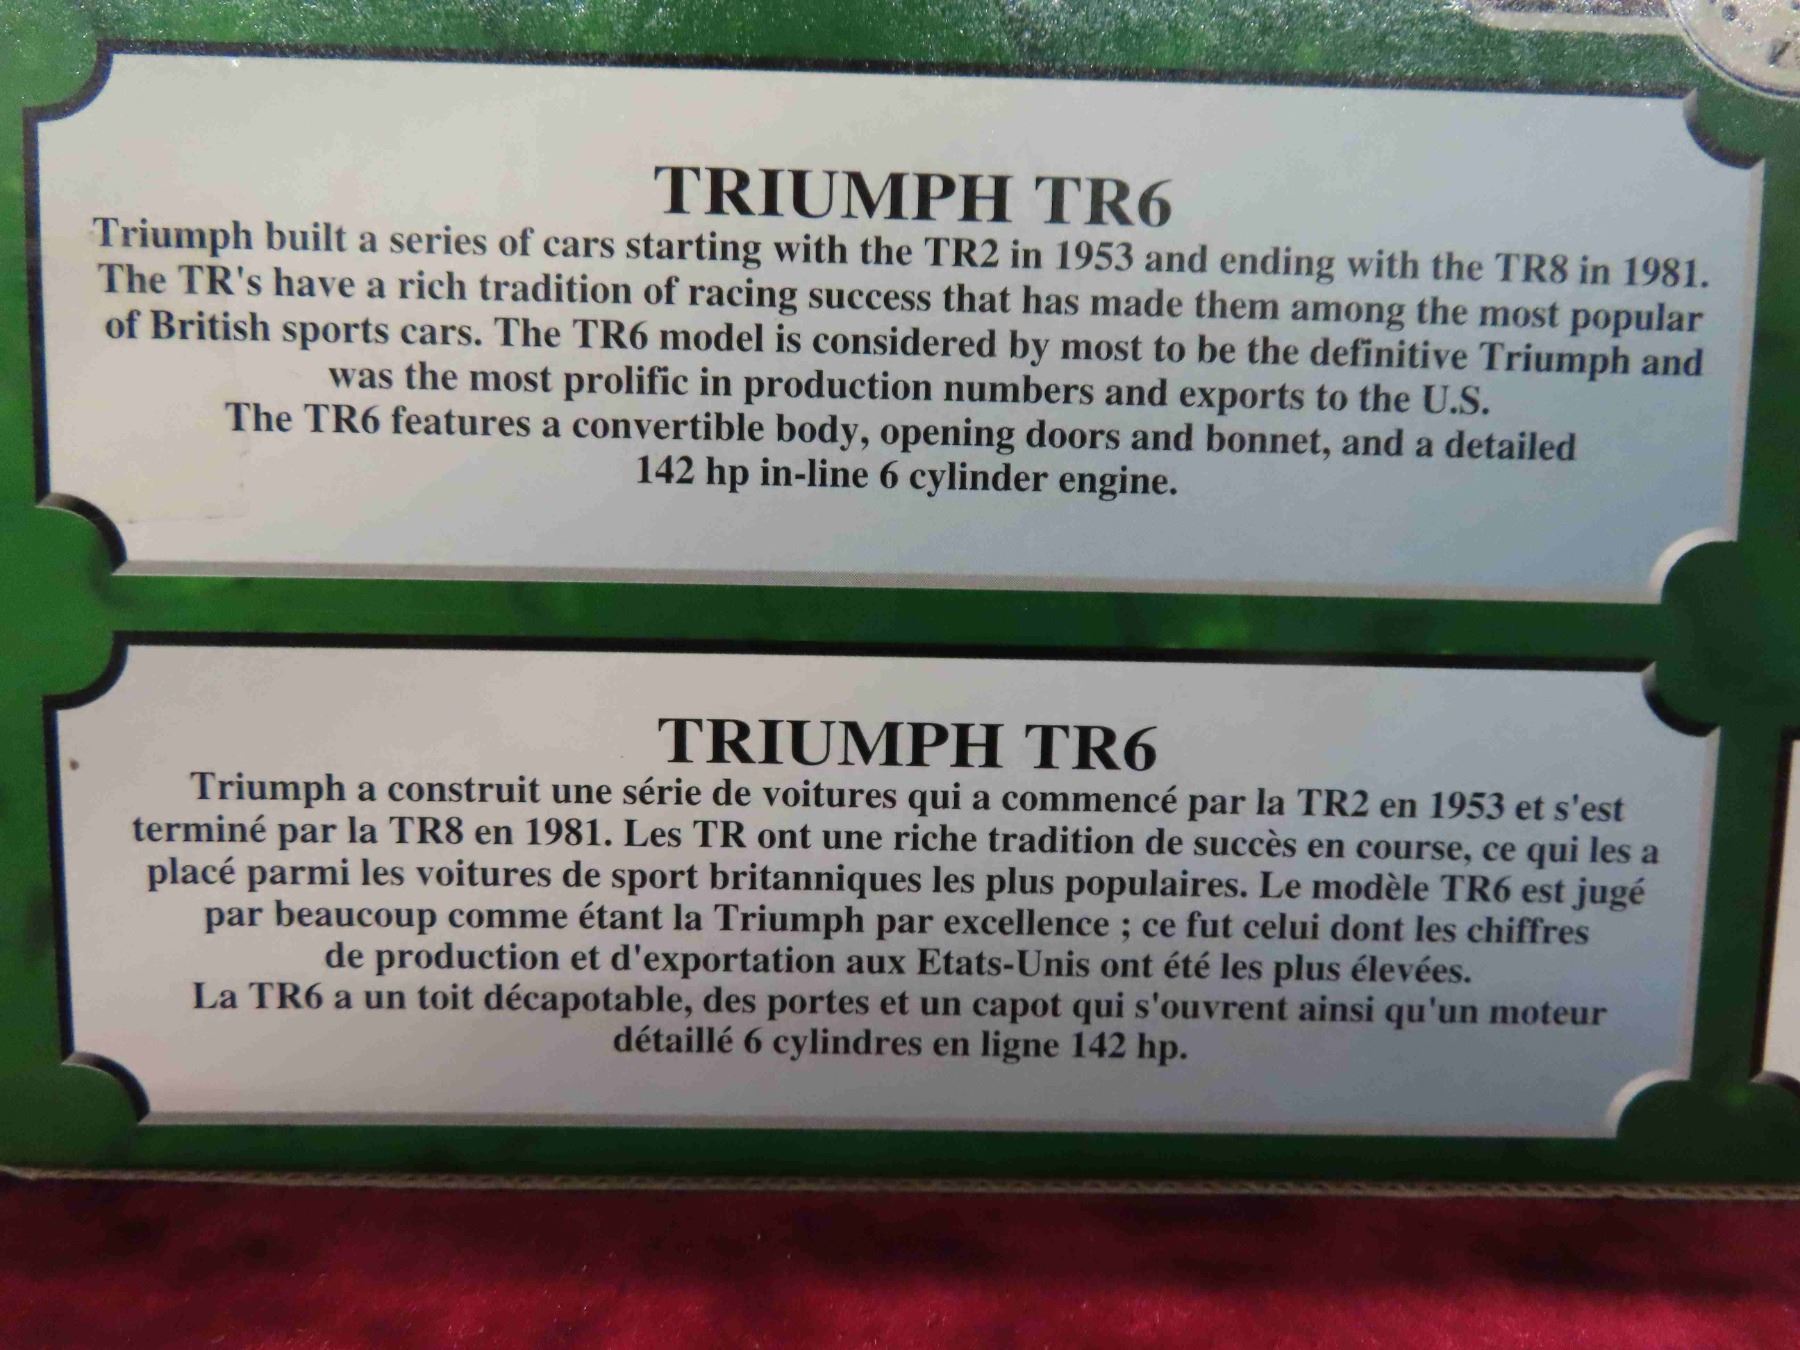 TRIUMPH TR6
Triumph built a series of cars starting with the TR2 in 1953 and ending with the TR8 in 1981.
The TR's have a rich tradition of racing success that has made them among the most popular
of British sports cars. The TR6 model is considered by most to be the definitive Triumph and
was the most prolific in production numbers and exports to the U.S.
The TR6 features a convertible body, opening doors and bonnet, and a detailed
142 hp in-line 6 cylinder engine.
TRIUMPH TR6
Triumph a construit une série de voitures qui a commencé par la TR2 en 1953 et s'est
terminé par la TR8 en 1981. Les TR ont une riche tradition de succès en course, ce qui les a
placé parmi les voitures de sport britanniques les plus populaires. Le modèle TR6 est jugé
par beaucoup comme étant la Triumph par excellence ; ce fut celui dont les chiffres
de production et d'exportation aux Etats-Unis ont été les plus élevées.
La TR6 a un toit décapotable, des portes et un capot qui s'ouvrent ainsi qu'un moteur
détaillé 6 cylindres en ligne 142 hp.